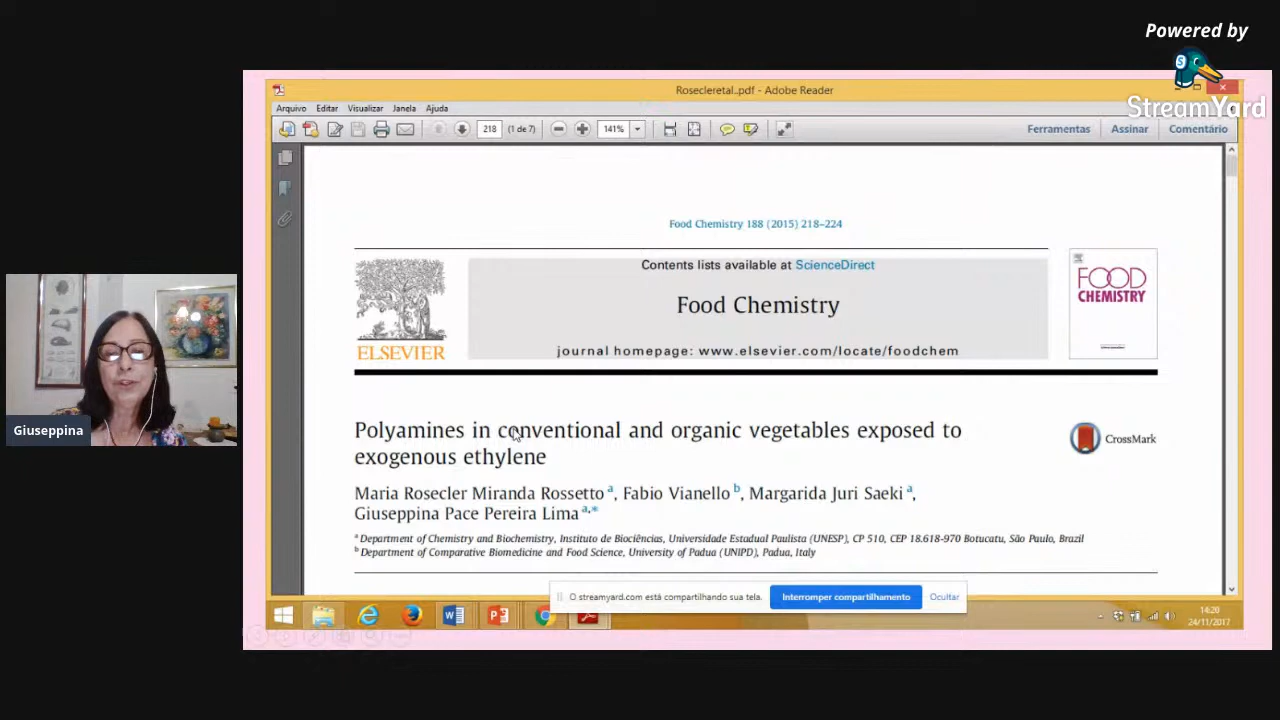 Powered by
StreamYard
Rosecleretal..pdf - Adobe Reader
Arquivo Editar Visualizar Janela Ajuda
218 (1 de 7) 141% Ferramentas Assinar Comentário
Food Chemistry 188 (2015) 218–224
Contents lists available at ScienceDirect
Food Chemistry
journal homepage: www.elsevier.com/locate/foodchem
ELSEVIER
FOOD
CHEMISTRY
Polyamines in conventional and organic vegetables exposed to
exogenous ethylene
CrossMark
Maria Rosecler Miranda Rossetto a, Fabio Vianello b, Margarida Juri Saeki a,
Giuseppina Pace Pereira Lima a,*
a Department of Chemistry and Biochemistry, Instituto de Biociências, Universidade Estadual Paulista (UNESP), CP 510, CEP 18.618-970 Botucatu, São Paulo, Brazil
b Department of Comparative Biomedicine and Food Science, University of Padua (UNIPD), Padua, Italy
O streamyard.com está compartilhando sua tela. Interromper compartilhamento Ocultar
14:20
24/11/2017
Giuseppina